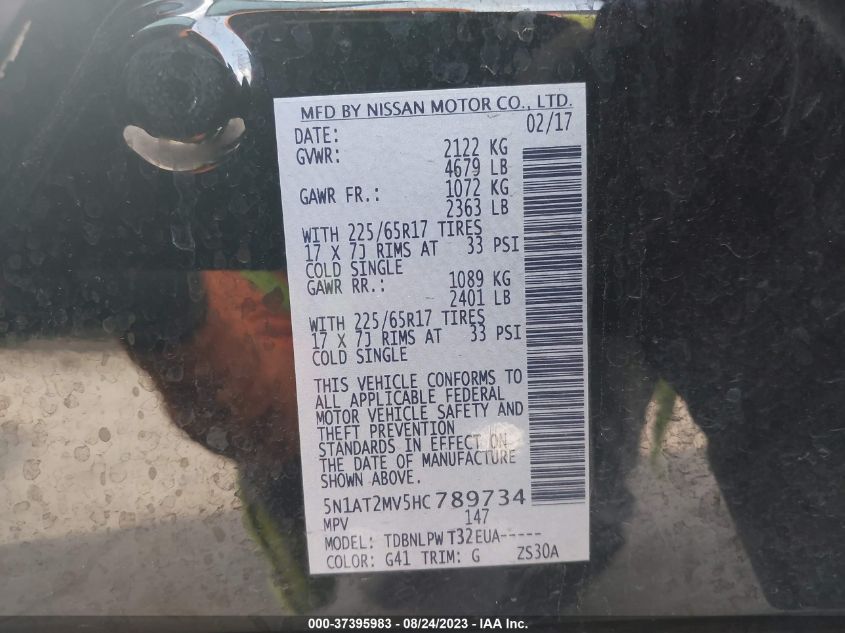 MFD BY NISSAN MOTOR CO., LTD.
DATE: 02/17
GVWR: 2122 KG
4679 LB
GAWR FR.: 1072 KG
2363 LB
WITH 225/65R17 TIRES
17 X 7J RIMS AT 33 PSI
COLD SINGLE
GAWR RR.: 1089 KG
2401 LB
WITH 225/65R17 TIRES
17 X 7J RIMS AT 33 PSI
COLD SINGLE
THIS VEHICLE CONFORMS TO
ALL APPLICABLE FEDERAL
MOTOR VEHICLE SAFETY AND
THEFT PREVENTION
STANDARDS IN EFFECT ON
THE DATE OF MANUFACTURE
SHOWN ABOVE.
5N1AT2MV5HC789734
MPV 147
MODEL: TDBNLPW T32EUA-----
COLOR: G41 TRIM: G ZS30A
000-37395983 - 08/24/2023 - IAA Inc.